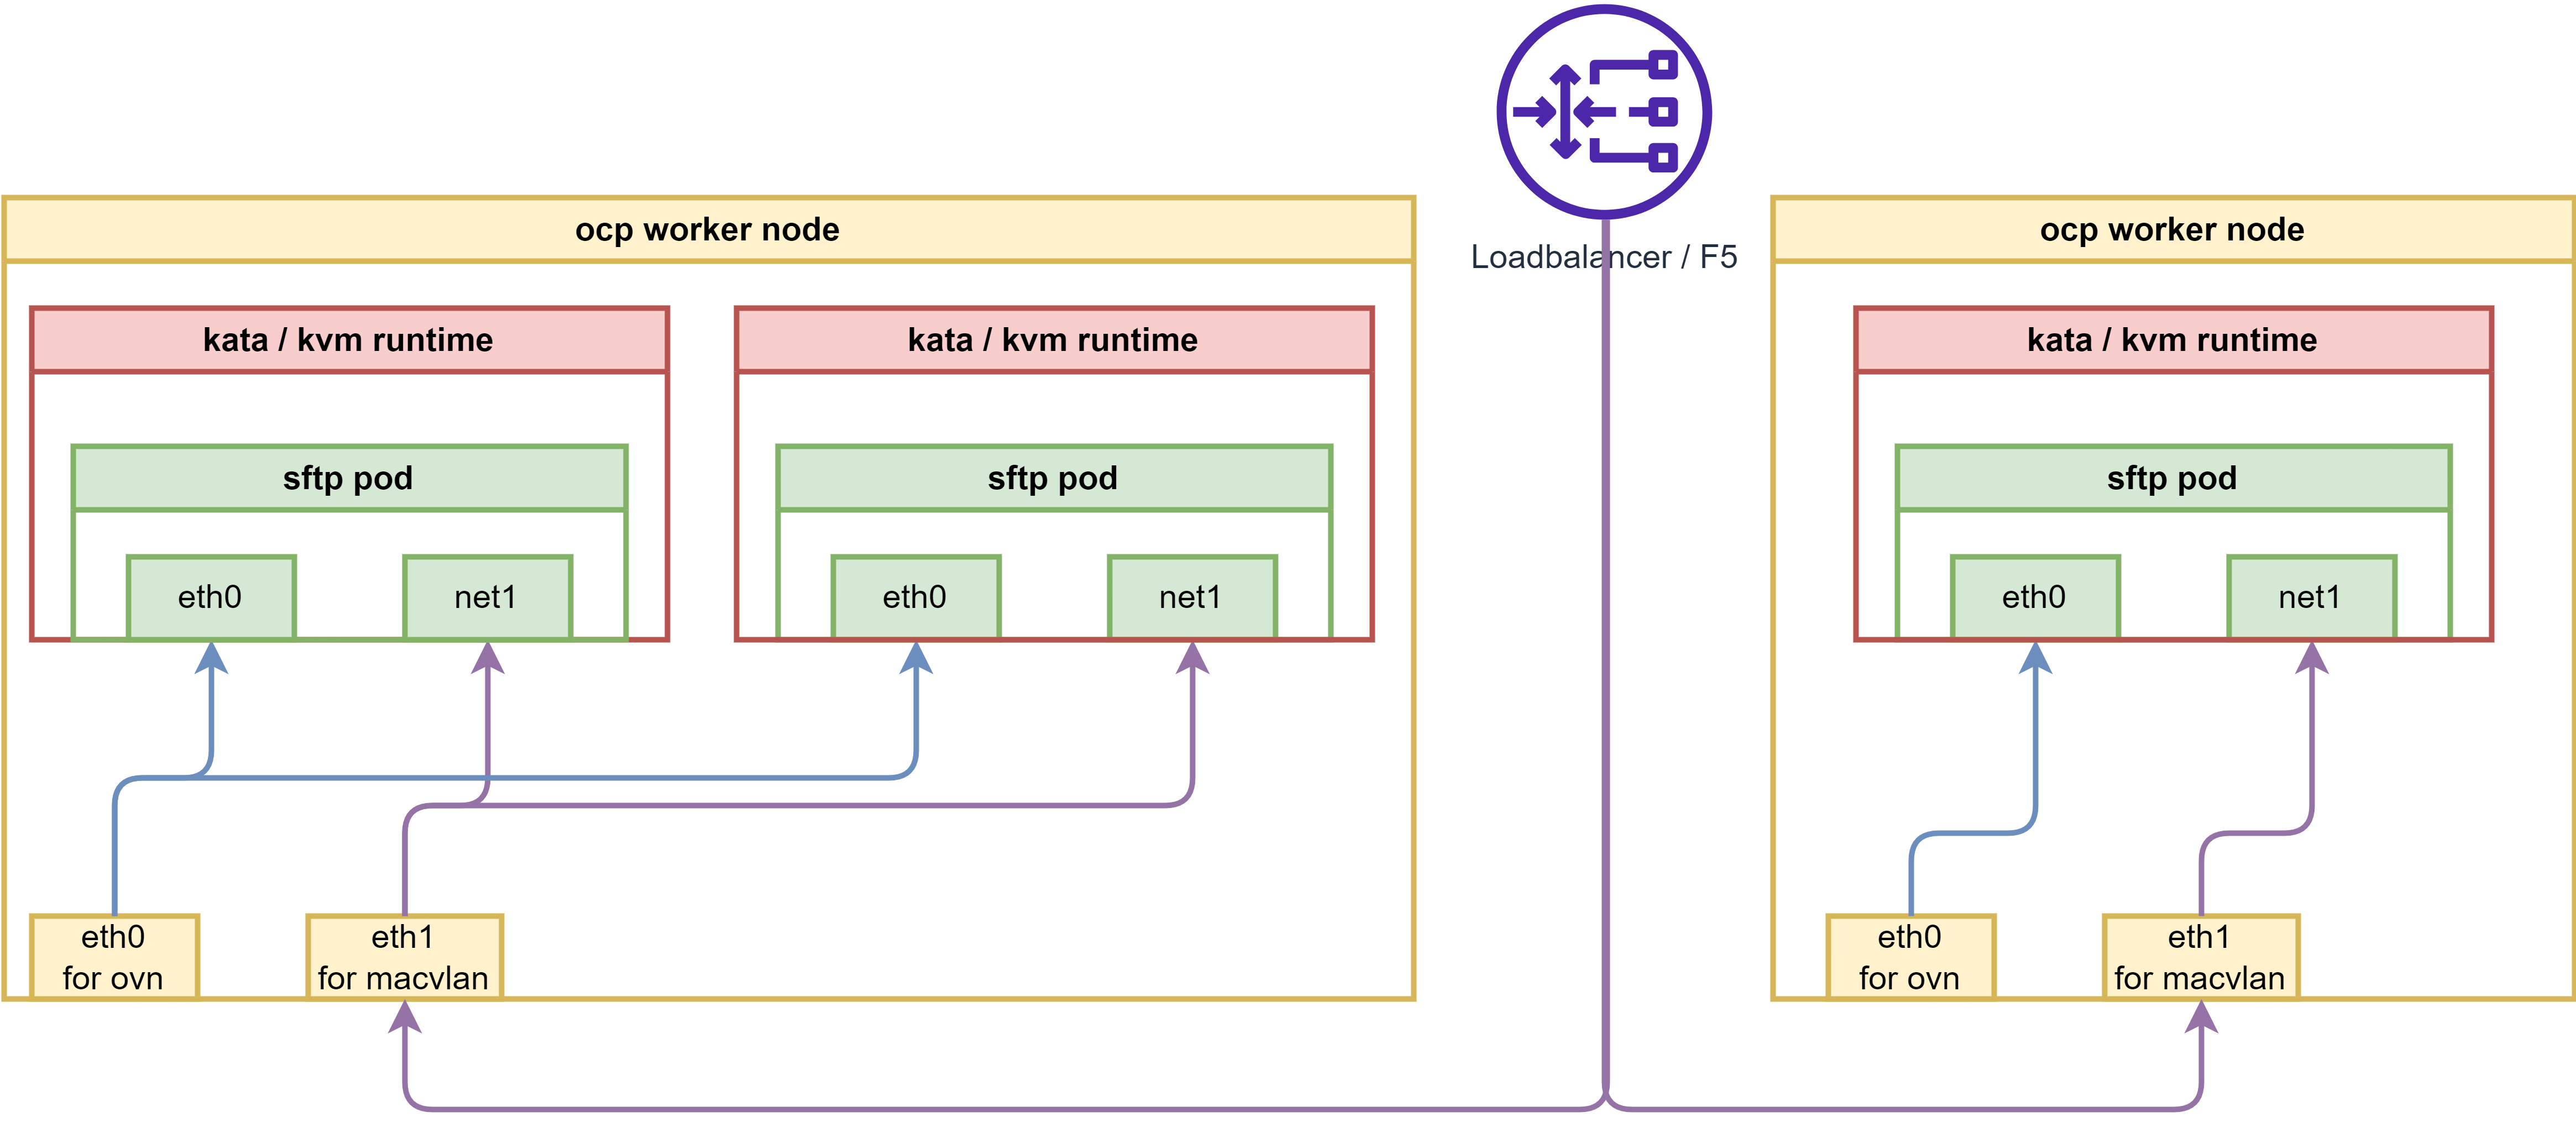 Loadbalancer / F5
ocp worker node
kata / kvm runtime
sftp pod
eth0
net1
kata / kvm runtime
sftp pod
eth0
net1
eth0
for ovn
eth1
for macvlan
ocp worker node
kata / kvm runtime
sftp pod
eth0
net1
eth0
for ovn
eth1
for macvlan